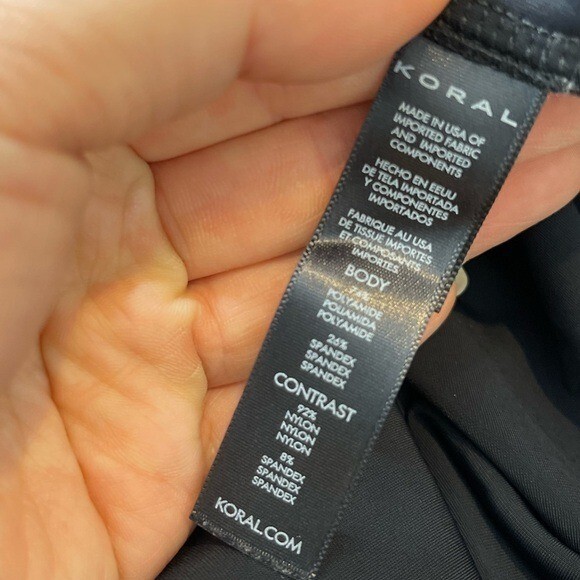 KORAL
MADE IN USA OF
IMPORTED FABRIC
AND IMPORTED
COMPONENTS
HECHO EN EEUU
DE TELA IMPORTADA
Y COMPONENTES
IMPORTADOS
FABRIQUE AU USA
DE TISSUE IMPORTES
ET COMPOSANTS
IMPORTES
BODY
74%
POLYAMIDE
POLIAMIDA
POLYAMIDE
26%
SPANDEX
SPANDEX
SPANDEX
CONTRAST
92%
NYLON
NYLON
NYLON
8%
SPANDEX
SPANDEX
SPANDEX
KORAL.COM